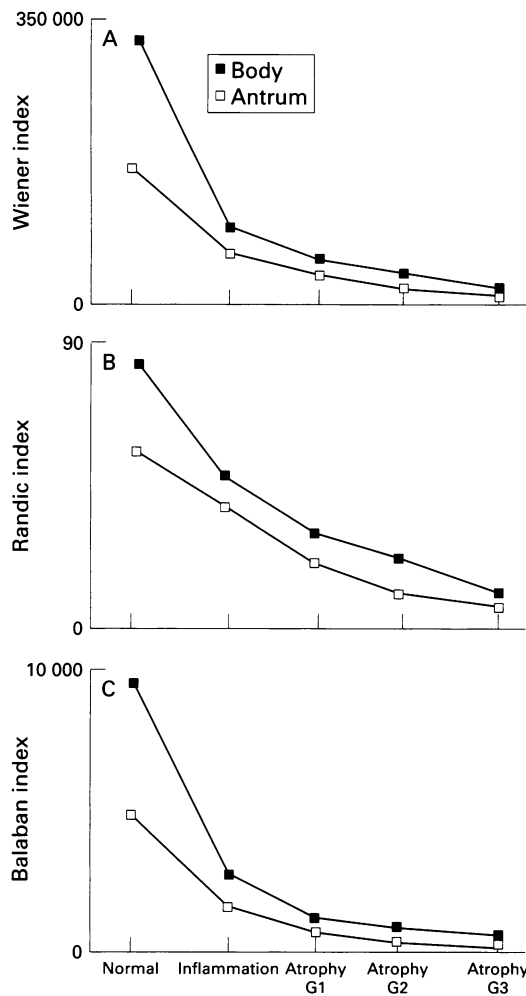 350 000
A
Body
Antrum
Wiener index
0
90
B
Randic index
0
10 000
C
Balaban index
0
Normal Inflammation Atrophy G1 Atrophy G2 Atrophy G3